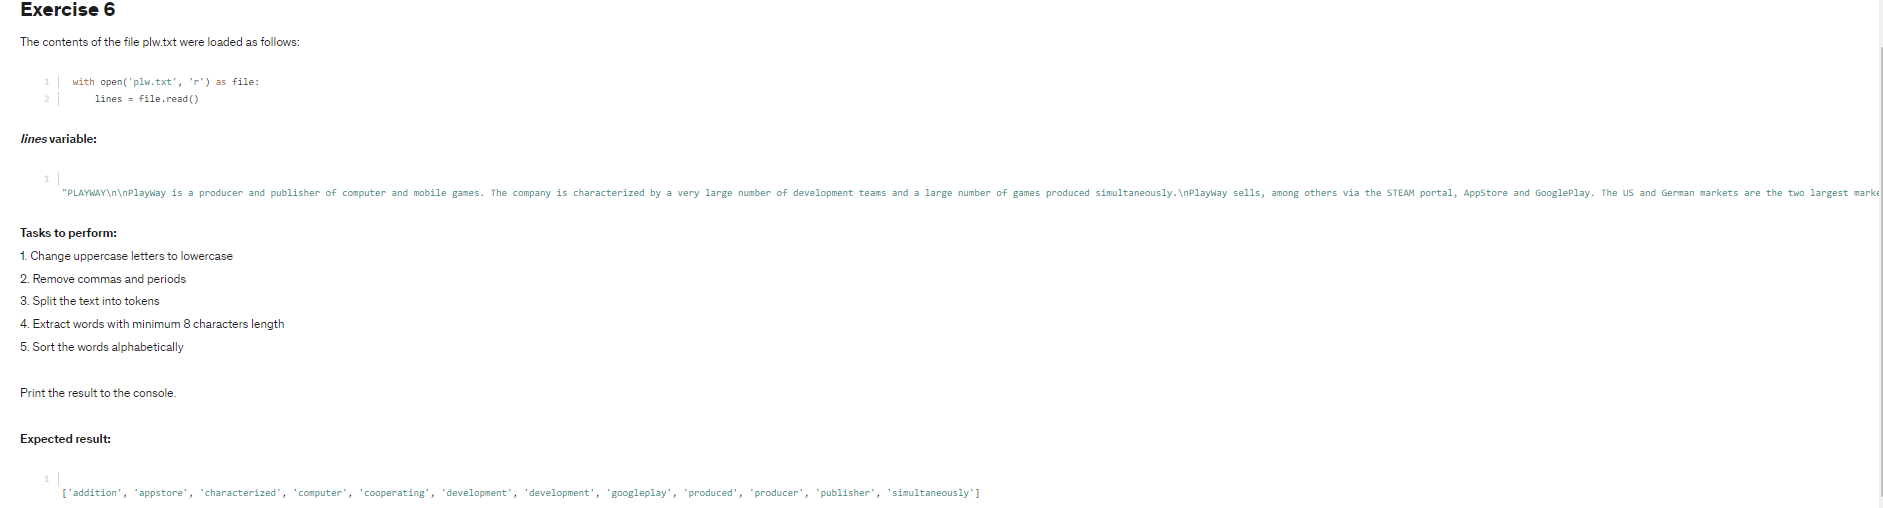 Exercise 6
The contents of the file plw.txt were loaded as follows:
1 with open('plw.txt', 'r') as file:
2 lines = file.read()
lines variable:
1
"PLAYWAY\n\nPlayWay is a producer and publisher of computer and mobile games. The company is characterized by a very large number of development teams and a large number of games produced simultaneously.\nPlayWay sells, among others via the STEAM portal, AppStore and GooglePlay. The US and German markets are the two largest marke
Tasks to perform:
1. Change uppercase letters to lowercase
2. Remove commas and periods
3. Split the text into tokens
4. Extract words with minimum 8 characters length
5. Sort the words alphabetically
Print the result to the console.
Expected result:
1
['addition', 'appstore', 'characterized', 'computer', 'cooperating', 'development', 'development', 'googleplay', 'produced', 'producer', 'publisher', 'simultaneously']